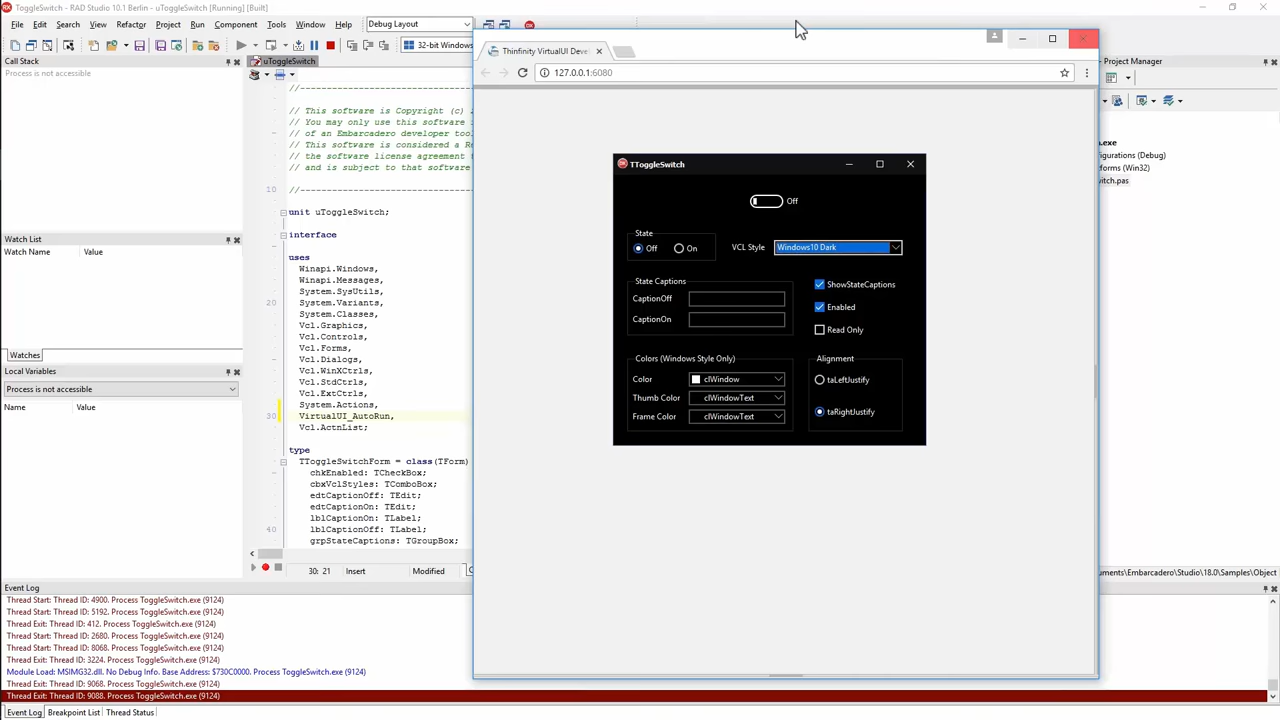 ToggleSwitch - RAD Studio 10.1 Berlin - uToggleSwitch [Running] [Built]
File Edit Search View Refactor Project Run Component Tools Window Help Debug Layout
32-bit Windows
Call Stack
Process is not accessible
Watch List
Watch Name Value
Watches
Local Variables
Process is not accessible
Name Value
uToggleSwitch
//
// This software is Copyright (c)
// You may only use this software
// of an Embarcadero developer
// This software is considered a
// the software license agreement
// and is subject to that software
10 //
unit uToggleSwitch;
interface
uses
Winapi.Windows,
Winapi.Messages,
System.SysUtils,
20 System.Variants,
System.Classes,
Vcl.Graphics,
Vcl.Controls,
Vcl.Forms,
Vcl.Dialogs,
Vcl.WinXCtrls,
Vcl.StdCtrls,
Vcl.ExtCtrls,
System.Actions,
30 VirtualUI_AutoRun,
Vcl.ActnList;
type
TToggleSwitchForm = class(TForm)
chkEnabled: TCheckBox;
cbxVclStyles: TComboBox;
edtCaptionOff: TEdit;
edtCaptionOn: TEdit;
lblCaptionOn: TLabel;
40 lblCaptionOff: TLabel;
grpStateCaptions: TGroupBox;
30: 21 Insert Modified
Thinfinity VirtualUI Deve
127.0.0.1:6080
TToggleSwitch
Off
State
Off On
VCL Style Windows10 Dark
State Captions
CaptionOff
CaptionOn
ShowStateCaptions
Enabled
Read Only
Colors (Windows Style Only)
Color clWindow
Thumb Color clWindowText
Frame Color clWindowText
Alignment
taLeftJustify
taRightJustify
Project Manager
.exe
figurations (Debug)
forms (Win32)
witch.pas
uments\Embarcadero\Studio\18.0\Samples\Object
Event Log
Thread Start: Thread ID: 4900. Process ToggleSwitch.exe (9124)
Thread Start: Thread ID: 5192. Process ToggleSwitch.exe (9124)
Thread Exit: Thread ID: 412. Process ToggleSwitch.exe (9124)
Thread Start: Thread ID: 2680. Process ToggleSwitch.exe (9124)
Thread Start: Thread ID: 8068. Process ToggleSwitch.exe (9124)
Thread Exit: Thread ID: 3224. Process ToggleSwitch.exe (9124)
Module Load: MSIMG32.dll. No Debug Info. Base Address: $730C0000. Process ToggleSwitch.exe (9124)
Thread Exit: Thread ID: 9068. Process ToggleSwitch.exe (9124)
Thread Exit: Thread ID: 9088. Process ToggleSwitch.exe (9124)
Event Log Breakpoint List Thread Status